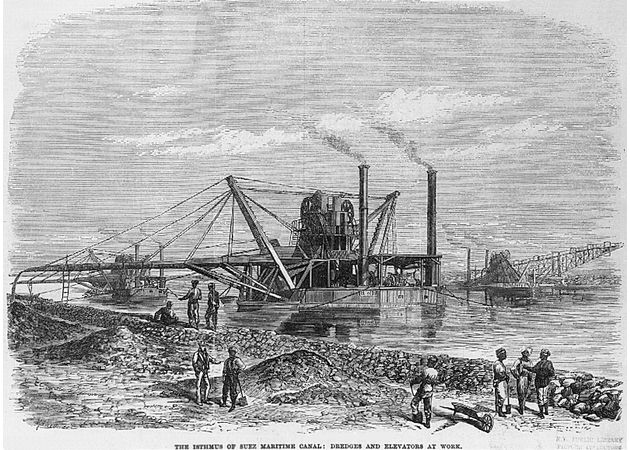 THE ISTHMUS OF SUEZ MARITIME CANAL: DREDGES AND ELEVATORS AT WORK.
N.Y. PUBLIC LIBRARY